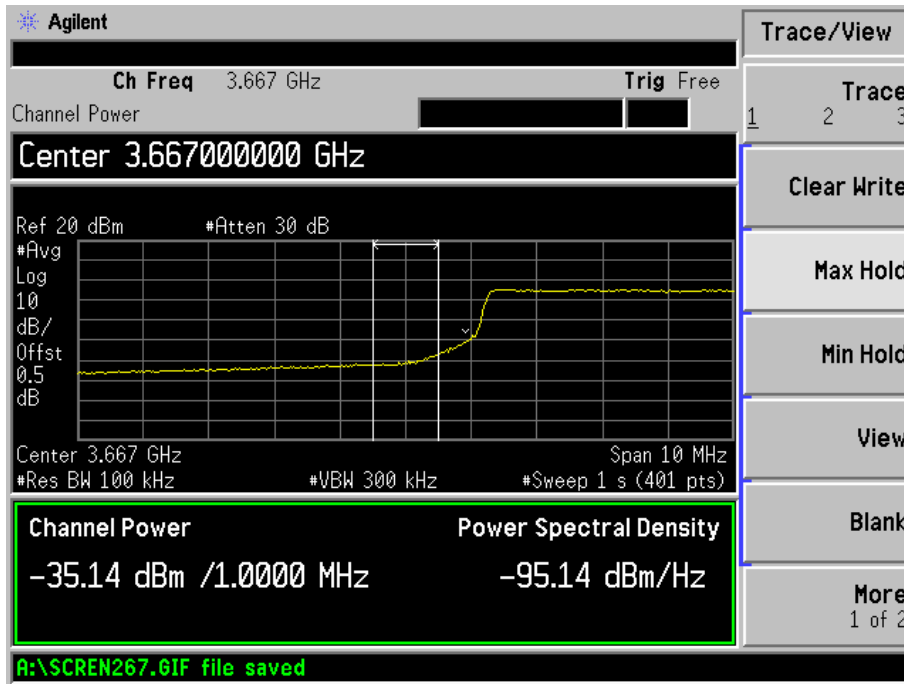 Agilent
Trace/View
Ch Freq 3.667 GHz Trig Free
Channel Power
Center 3.667000000 GHz
Ref 20 dBm #Atten 30 dB
#Avg
Log
10
dB/
Offst
0.5
dB
Center 3.667 GHz Span 10 MHz
#Res BW 100 kHz #VBW 300 kHz #Sweep 1 s (401 pts)
Channel Power Power Spectral Density
-35.14 dBm /1.0000 MHz -95.14 dBm/Hz
A:\SCREN267.GIF file saved
Trace
1 2 3
Clear Write
Max Hold
Min Hold
View
Blank
More
1 of 2